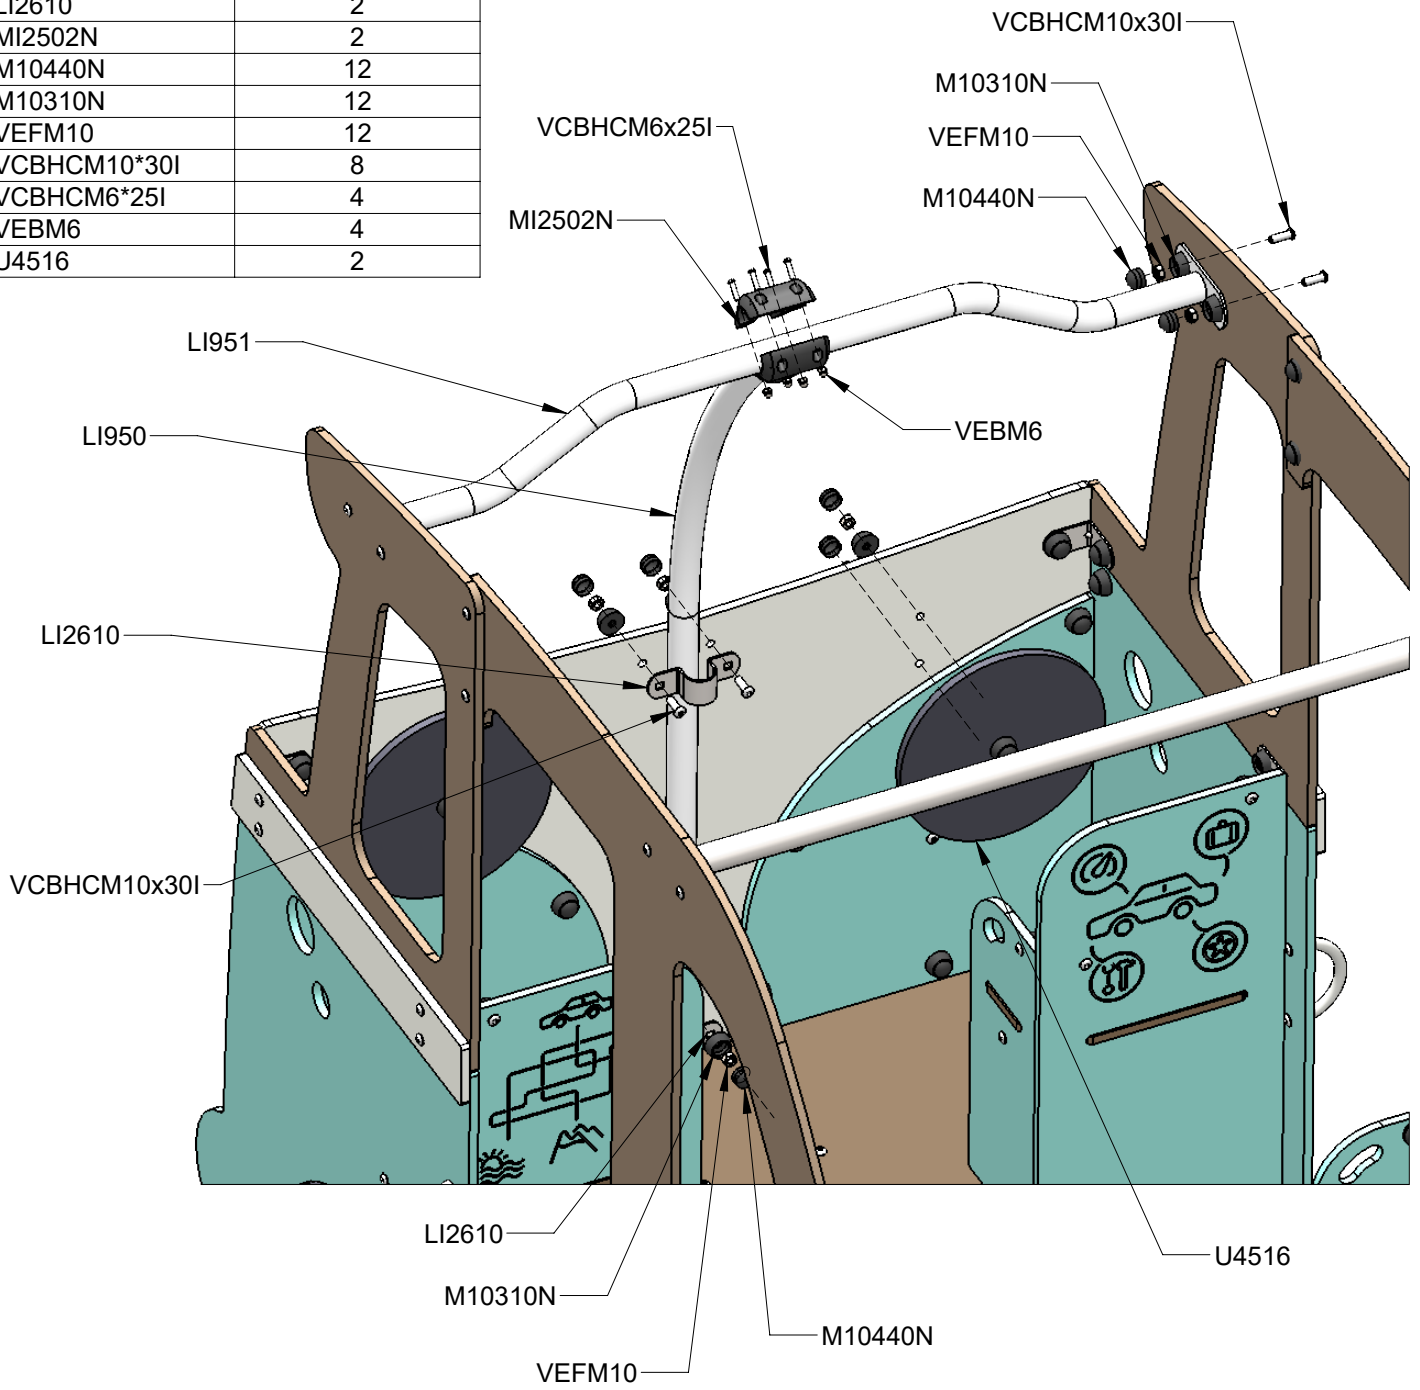 LI2610 2
MI2502N 2
M10440N 12
M10310N 12
VEFM10 12
VCBHCM10*30I 8
VCBHCM6*25I 4
VEBM6 4
U4516 2
VCBHCM10x30I
M10310N
VCBHCM6x25I
VEFM10
M10440N
MI2502N
LI951
VEBM6
LI950
LI2610
VCBHCM10x30I
LI2610
U4516
M10310N
M10440N
VEFM10